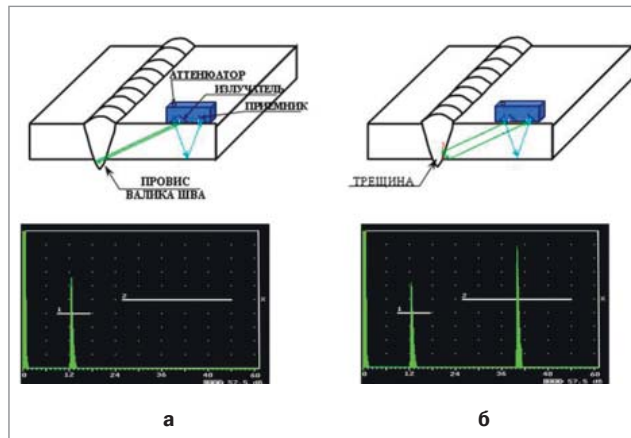 АТТЕНЮАТОР
ИЗЛУЧАТЕЛЬ
ПРИЕМНИК
ПРОВИС
ВАЛИКА ШВА
ТРЕЩИНА
1
2
0 12 24 36 48 60
57.5 dB
1
2
0 12 24 36 48 60
57.5 dB
а
б